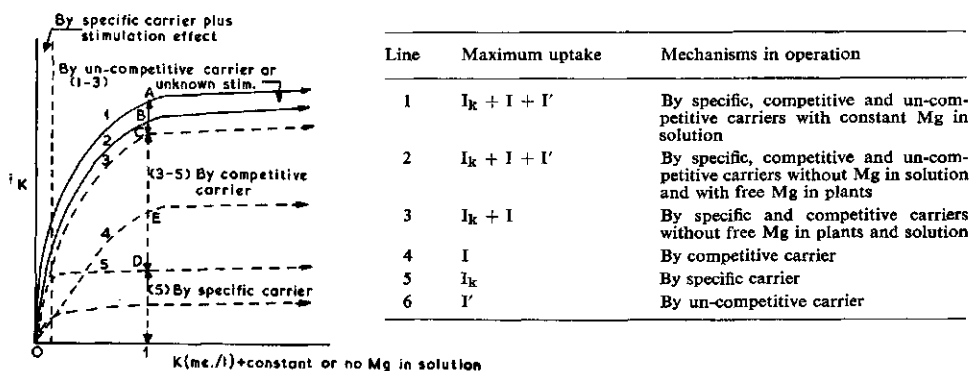 By specific carrier plus
stimulation effect
By un-competitive carrier or
(1-3) unknown stim.
A
1
B
2
C
3
iK
(3-5) By competitive
carrier
E
4
5
D
(5) By specific carrier
O
1
K(me./l)+constant or no Mg in solution
Line Maximum uptake Mechanisms in operation
1 Ik + I + I' By specific, competitive and un-com-
petitive carriers with constant Mg in
solution
2 Ik + I + I' By specific, competitive and un-com-
petitive carriers without Mg in solution
and with free Mg in plants
3 Ik + I By specific and competitive carriers
without free Mg in plants and solution
4 I By competitive carrier
5 Ik By specific carrier
6 I' By un-competitive carrier